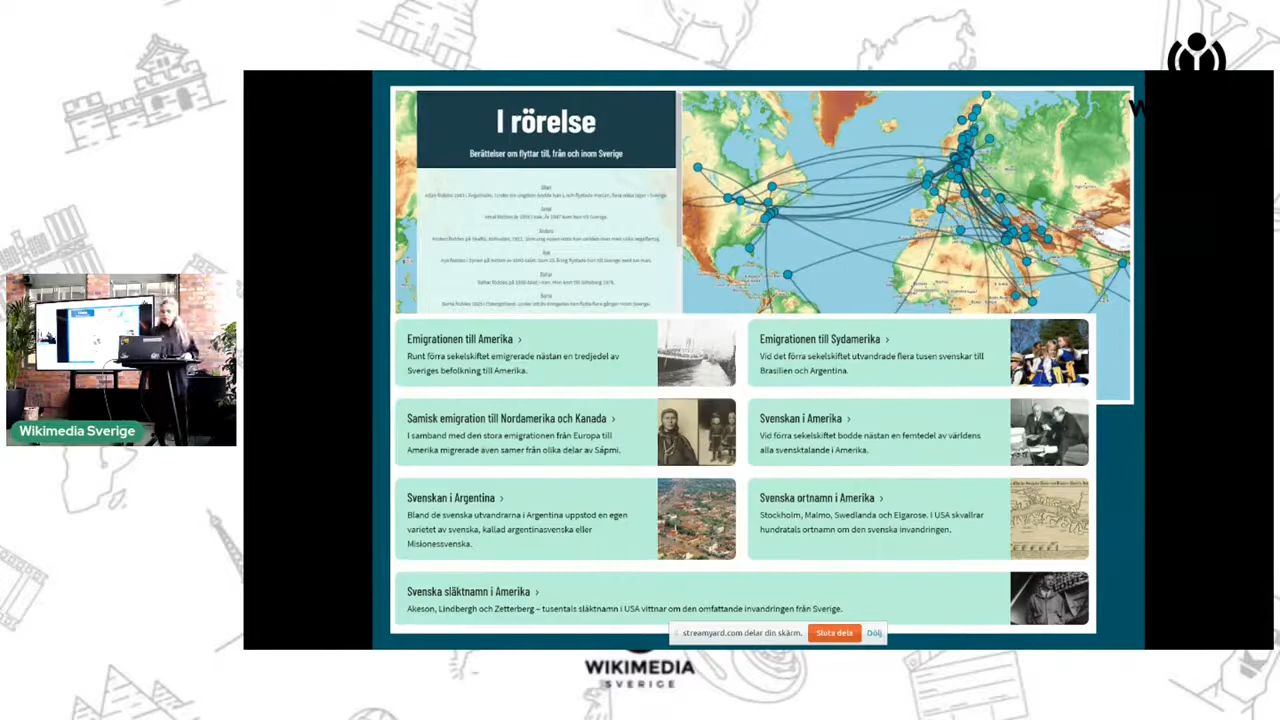 I rörelse
Berättelser om flyttar till, från och inom Sverige
Emigrationen till Amerika ›
Runt förra sekelskiftet emigrerade nästan en tredjedel av
Sveriges befolkning till Amerika.
Emigrationen till Sydamerika ›
Vid det förra sekelskiftet utvandrade flera tusen svenskar till
Brasilien och Argentina.
Samisk emigration till Nordamerika och Kanada ›
I samband med den stora emigrationen från Europa till
Amerika migrerade även samer från olika delar av Sápmi.
Svenskan i Amerika ›
Vid förra sekelskiftet bodde nästan en femtedel av världens
alla svensktalande i Amerika.
Svenskan i Argentina ›
Bland de svenska utvandrarna i Argentina uppstod en egen
varietet av svenska, kallad argentinasvenska eller
Misionessvenska.
Svenska ortnamn i Amerika ›
Stockholm, Malmo, Swedlanda och Elgarose. I USA skvallrar
hundratals ortnamn om den svenska invandringen.
Svenska släktnamn i Amerika ›
Akeson, Lindbergh och Zetterberg – tusentals släktnamn i USA vittnar om den omfattande invandringen från Sverige.
streamyard.com delar din skärm.
Sluta dela
Dölj
Wikimedia Sverige
WIKIMEDIA
SVERIGE